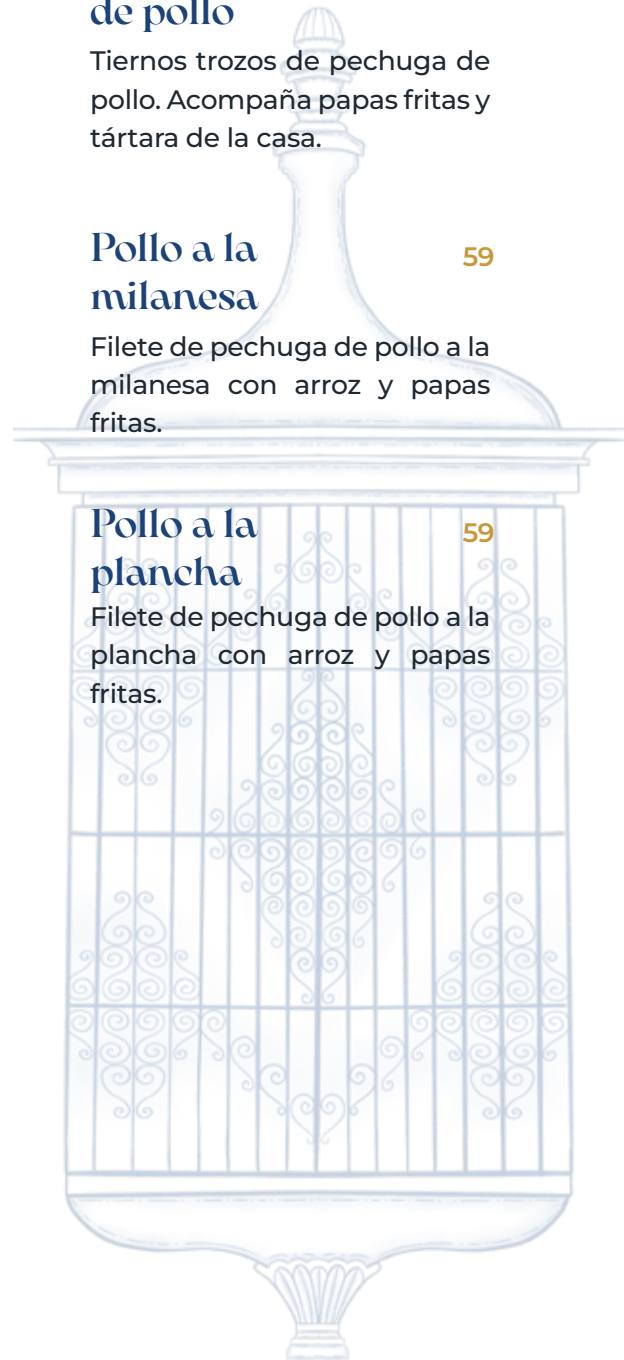 de pollo
Tiernos trozos de pechuga de
pollo. Acompaña papas fritas y
tártara de la casa.
Pollo a la 59
milanesa
Filete de pechuga de pollo a la
milanesa con arroz y papas
fritas.
Pollo a la 59
plancha
Filete de pechuga de pollo a la
plancha con arroz y papas
fritas.